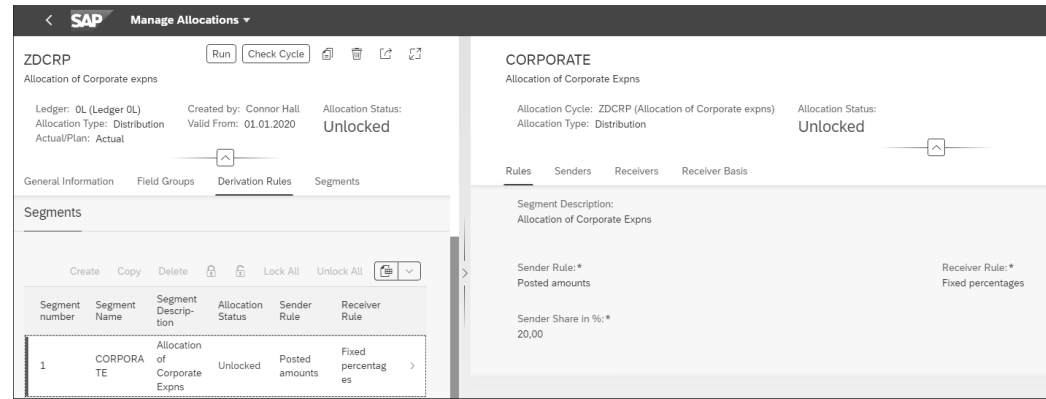 SAP Manage Allocations
ZDCRP
Run Check Cycle
Allocation of Corporate expns
Ledger: 0L (Ledger 0L)
Allocation Type: Distribution
Actual/Plan: Actual
Created by: Connor Hall
Valid From: 01.01.2020
Allocation Status:
Unlocked
General Information Field Groups Derivation Rules Segments
Segments
Create Copy Delete Lock All Unlock All
Segment
number
Segment
Name
Segment
Descrip-
tion
Allocation
Status
Sender
Rule
Receiver
Rule
1
CORPORA
TE
Allocation
of
Corporate
Expns
Unlocked
Posted
amounts
Fixed
percentag
es
CORPORATE
Allocation of Corporate Expns
Allocation Cycle: ZDCRP (Allocation of Corporate expns)
Allocation Type: Distribution
Allocation Status:
Unlocked
Rules Senders Receivers Receiver Basis
Segment Description:
Allocation of Corporate Expns
Sender Rule:*
Posted amounts
Receiver Rule:*
Fixed percentages
Sender Share in %:*
20,00